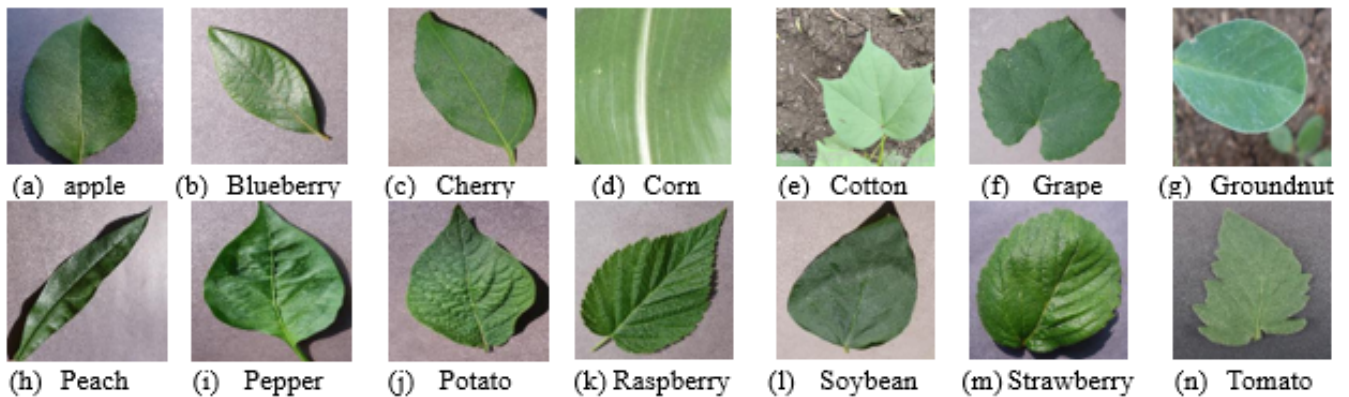 (a) apple (b) Blueberry (c) Cherry (d) Corn (e) Cotton (f) Grape (g) Groundnut
(h) Peach (i) Pepper (j) Potato (k) Raspberry (l) Soybean (m) Strawberry (n) Tomato